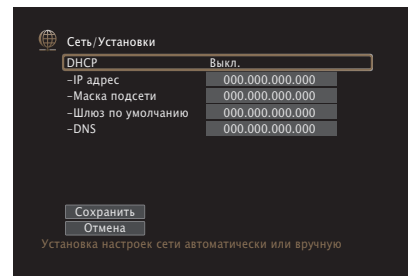 Сеть/Установки
DHCP Выкл.
–IP адрес 000.000.000.000
–Маска подсети 000.000.000.000
–Шлюз по умолчанию 000.000.000.000
–DNS 000.000.000.000
Сохранить
Отмена
Установка настроек сети автоматически или вручную